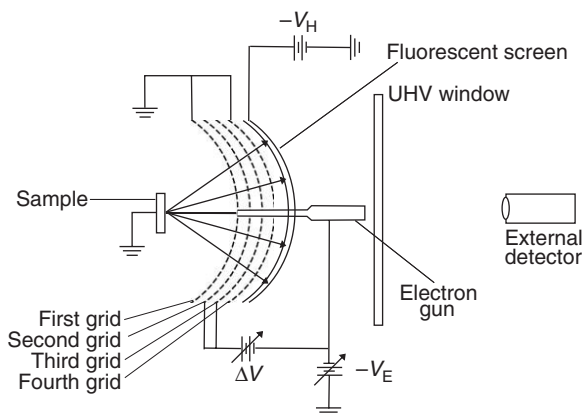 −V_H
Fluorescent screen
UHV window
Sample
External
detector
Electron
gun
First grid
Second grid
Third grid
Fourth grid
ΔV
−V_E